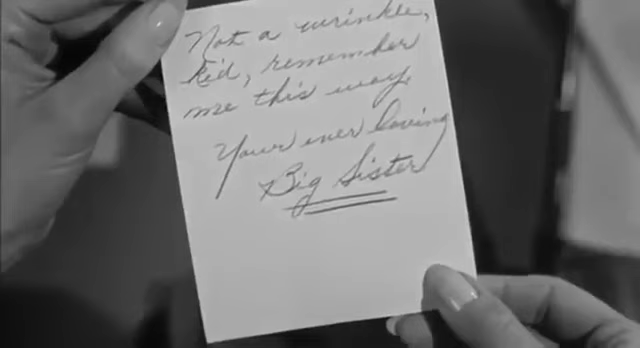 Not a wrinkle,
kid, remember
me this way.
Your ever loving
Big Sister